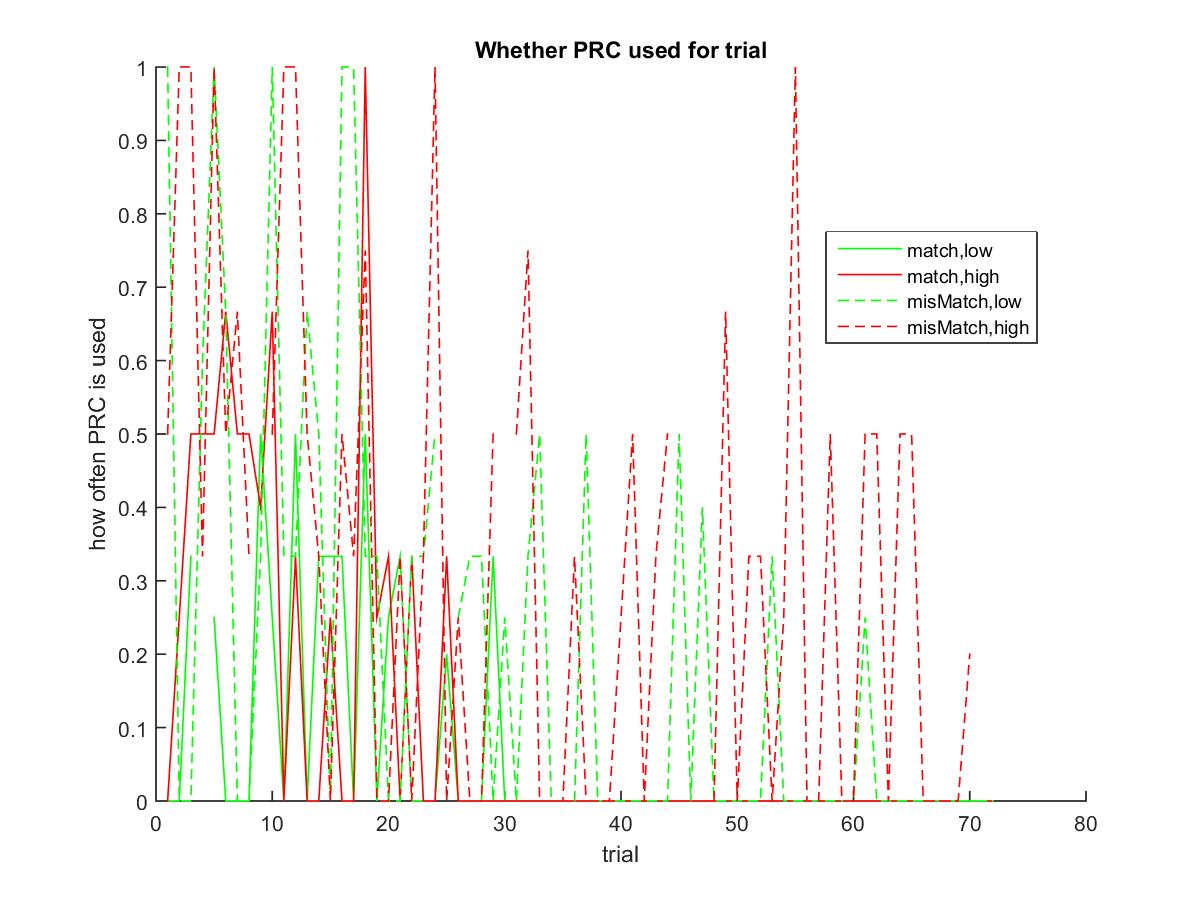 Whether PRC used for trial
1
0.9
0.8
0.7
0.6
0.5
0.4
0.3
0.2
0.1
0
how often PRC is used
match,low
match,high
misMatch,low
misMatch,high
0 10 20 30 40 50 60 70 80
trial